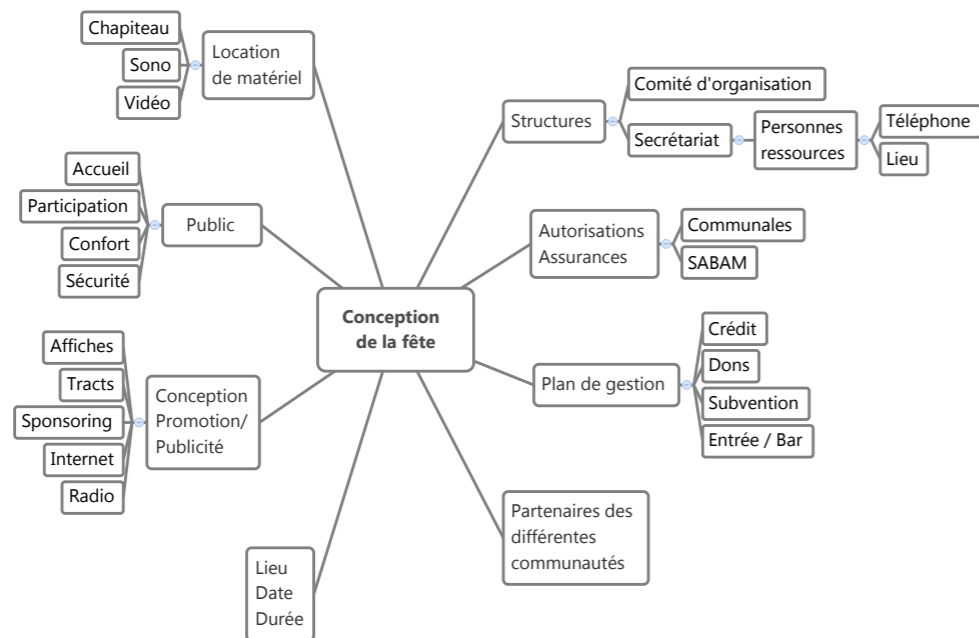 Conception
de la fête
Location
de matériel
Chapiteau
Sono
Vidéo
Public
Accueil
Participation
Confort
Sécurité
Conception
Promotion/
Publicité
Affiches
Tracts
Sponsoring
Internet
Radio
Lieu
Date
Durée
Structures
Comité d'organisation
Secrétariat
Personnes
ressources
Téléphone
Lieu
Autorisations
Assurances
Communales
SABAM
Plan de gestion
Crédit
Dons
Subvention
Entrée / Bar
Partenaires des
différentes
communautés